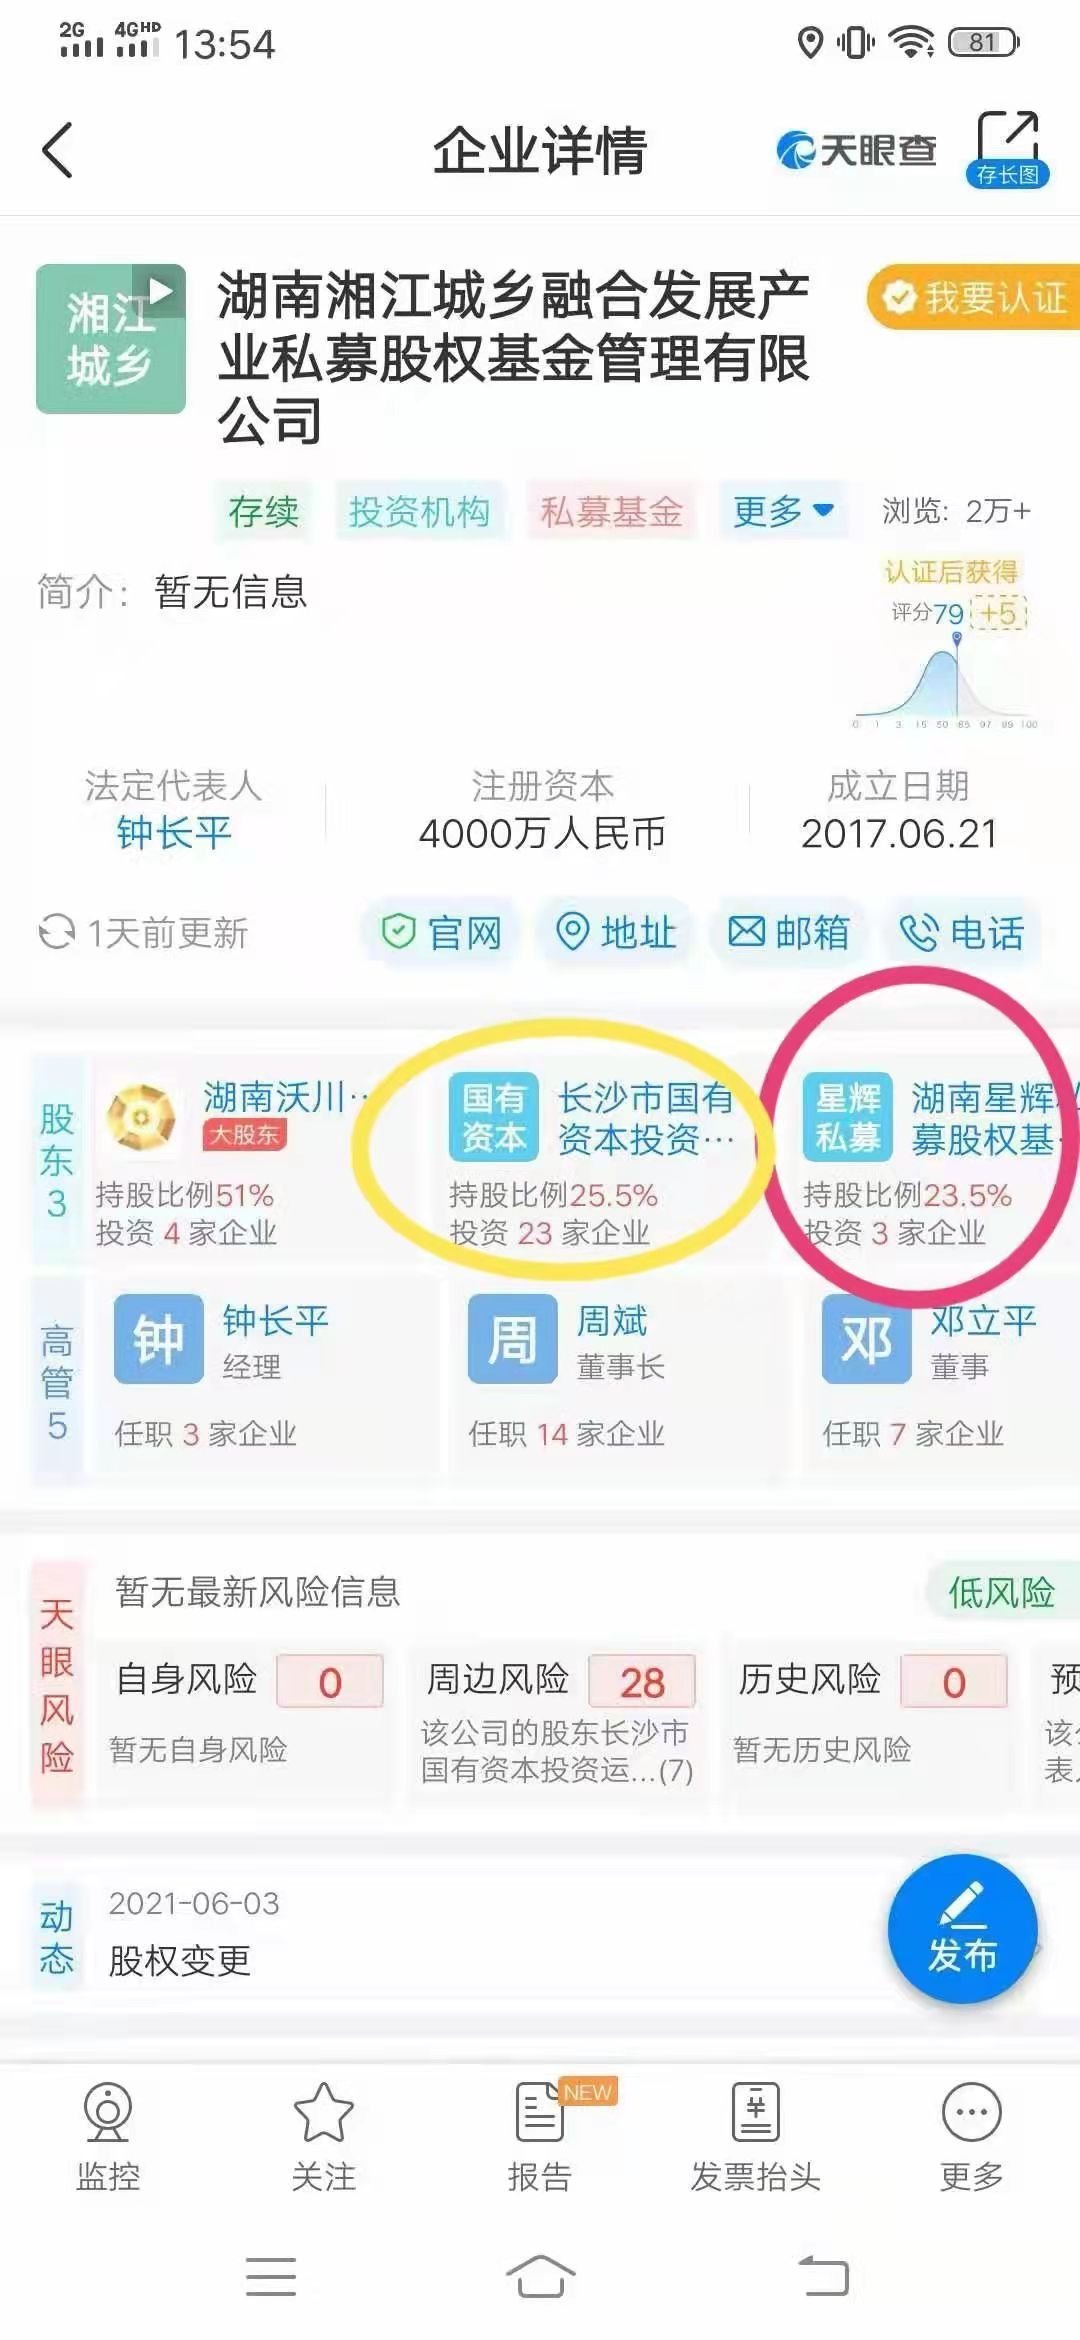 2G 4GHD 13:54 81
企业详情
天眼查
存长图
湘江
城乡
湖南湘江城乡融合发展产
业私募股权基金管理有限
公司
我要认证
存续 投资机构 私募基金 更多 浏览: 2万+
简介: 暂无信息
认证后获得
评分79 +5
0 1 3 15 50 85 97 99 100
法定代表人 注册资本 成立日期
钟长平 4000万人民币 2017.06.21
1天前更新 官网 地址 邮箱 电话
股东3
湖南沃川…
大股东
持股比例51%
投资 4 家企业
国有
资本
长沙市国有
资本投资…
持股比例25.5%
投资 23 家企业
星辉
私募
湖南星辉私
募股权基…
持股比例23.5%
投资 3 家企业
高管5
钟 钟长平
经理
任职 3 家企业
周 周斌
董事长
任职 14 家企业
邓 邓立平
董事
任职 7 家企业
天眼风险
暂无最新风险信息 低风险
自身风险 0
暂无自身风险
周边风险 28
该公司的股东长沙市
国有资本投资运...(7)
历史风险 0
暂无历史风险
预
动态
2021-06-03
股权变更
发布
监控 关注 报告 NEW 发票抬头 更多